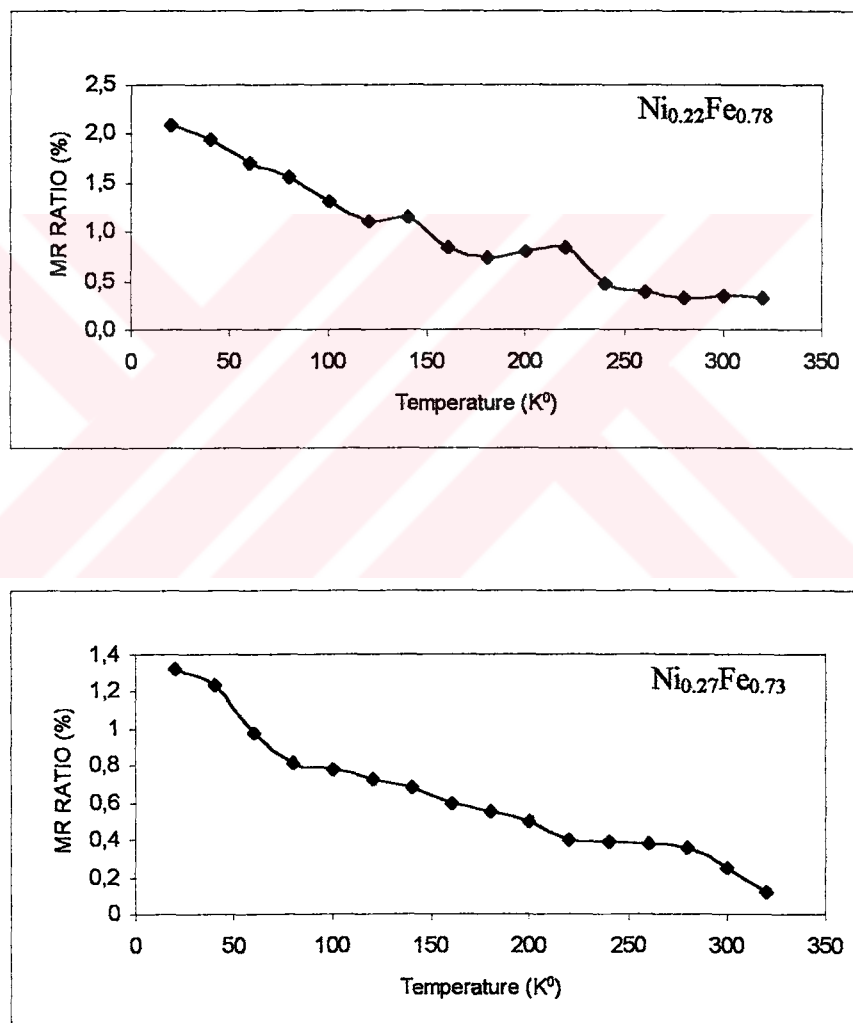 Ni0.22Fe0.78
2,5
2,0
1,5
1,0
0,5
0,0
MR RATIO (%)
0 50 100 150 200 250 300 350
Temperature (K⁰)
Ni0.27Fe0.73
1,4
1,2
1
0,8
0,6
0,4
0,2
0
MR RATIO (%)
0 50 100 150 200 250 300 350
Temperature (K⁰)